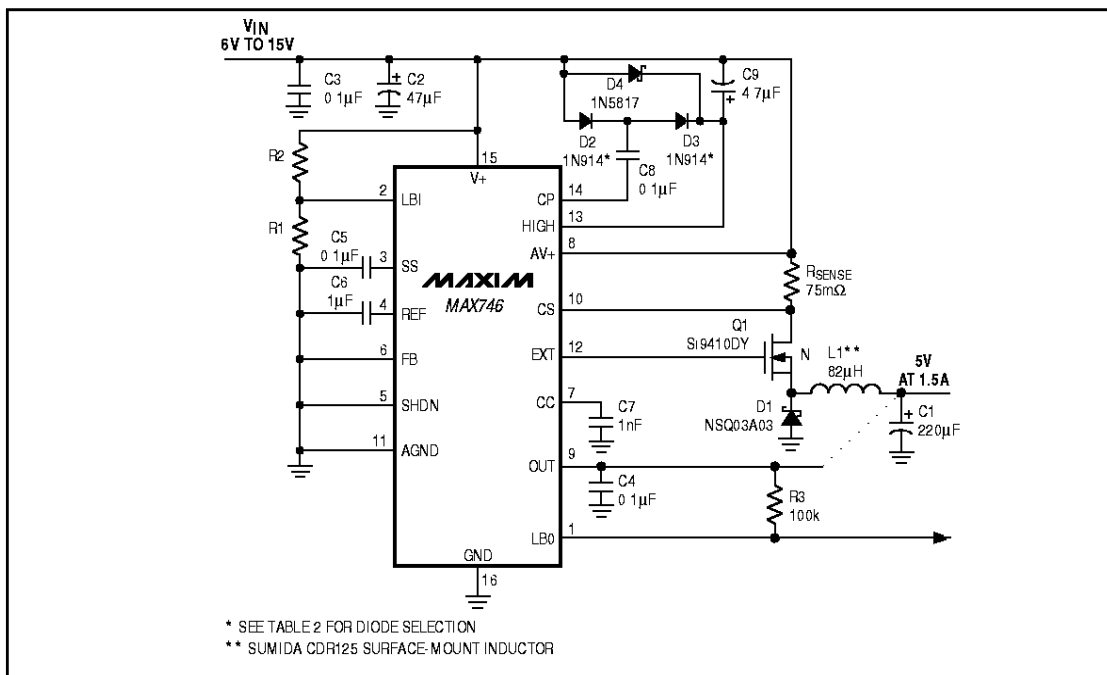 VIN
6V TO 15V
C3
0 1µF
C2
47µF
D4
1N5817
C9
4 7µF
D2
1N914*
D3
1N914*
C8
0 1µF
R2
R1
15
V+
2
LBI
CP
14
HIGH
13
AV+
8
C5
0 1µF
3
SS
MAXIM
MAX746
RSENSE
75mΩ
C6
1µF
4
REF
CS
10
Q1
Si9410DY
N
6
FB
EXT
12
L1**
82µH
5V
AT 1.5A
5
SHDN
CC
7
C7
1nF
D1
NSQ03A03
C1
220µF
11
AGND
OUT
9
C4
0 1µF
R3
100k
LB0
1
GND
16
* SEE TABLE 2 FOR DIODE SELECTION
** SUMIDA CDR125 SURFACE-MOUNT INDUCTOR